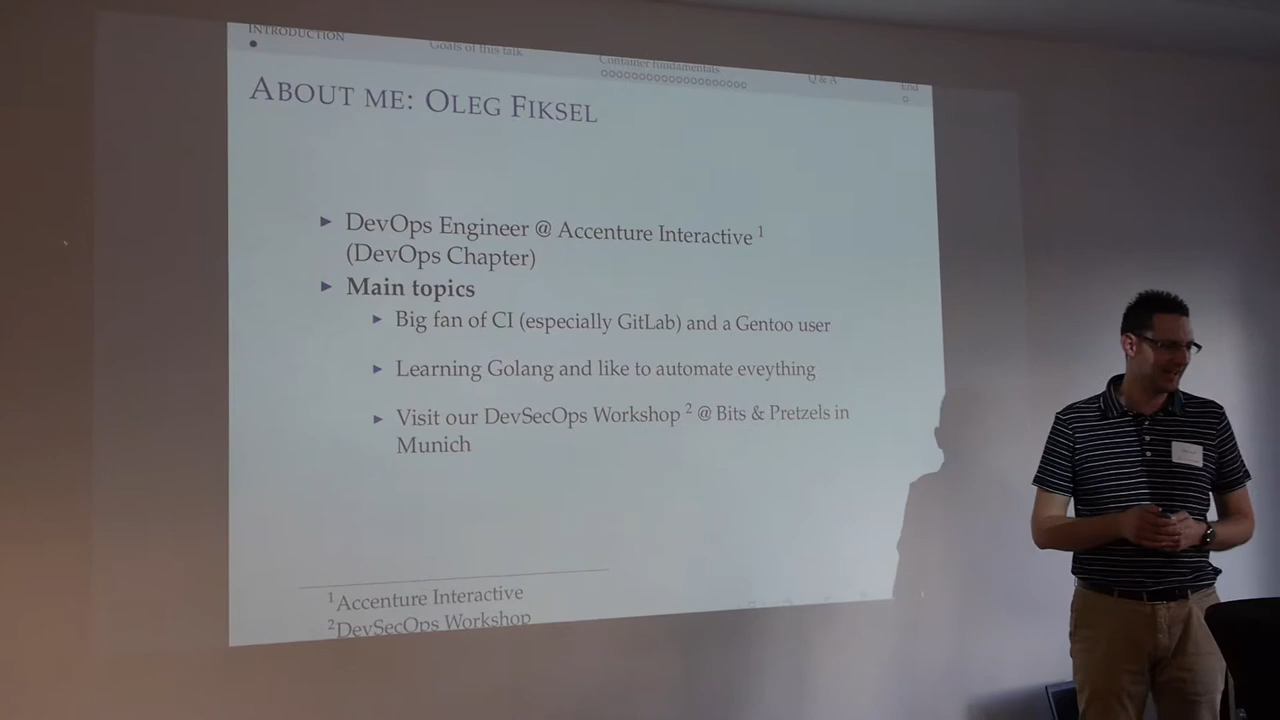 INTRODUCTION
Goals of this talk
Container fundamentals
Q & A
End
ABOUT ME: OLEG FIKSEL
DevOps Engineer @ Accenture Interactive 1
(DevOps Chapter)
Main topics
Big fan of CI (especially GitLab) and a Gentoo user
Learning Golang and like to automate eveything
Visit our DevSecOps Workshop 2 @ Bits & Pretzels in
Munich
1 Accenture Interactive
2 DevSecOps Workshop